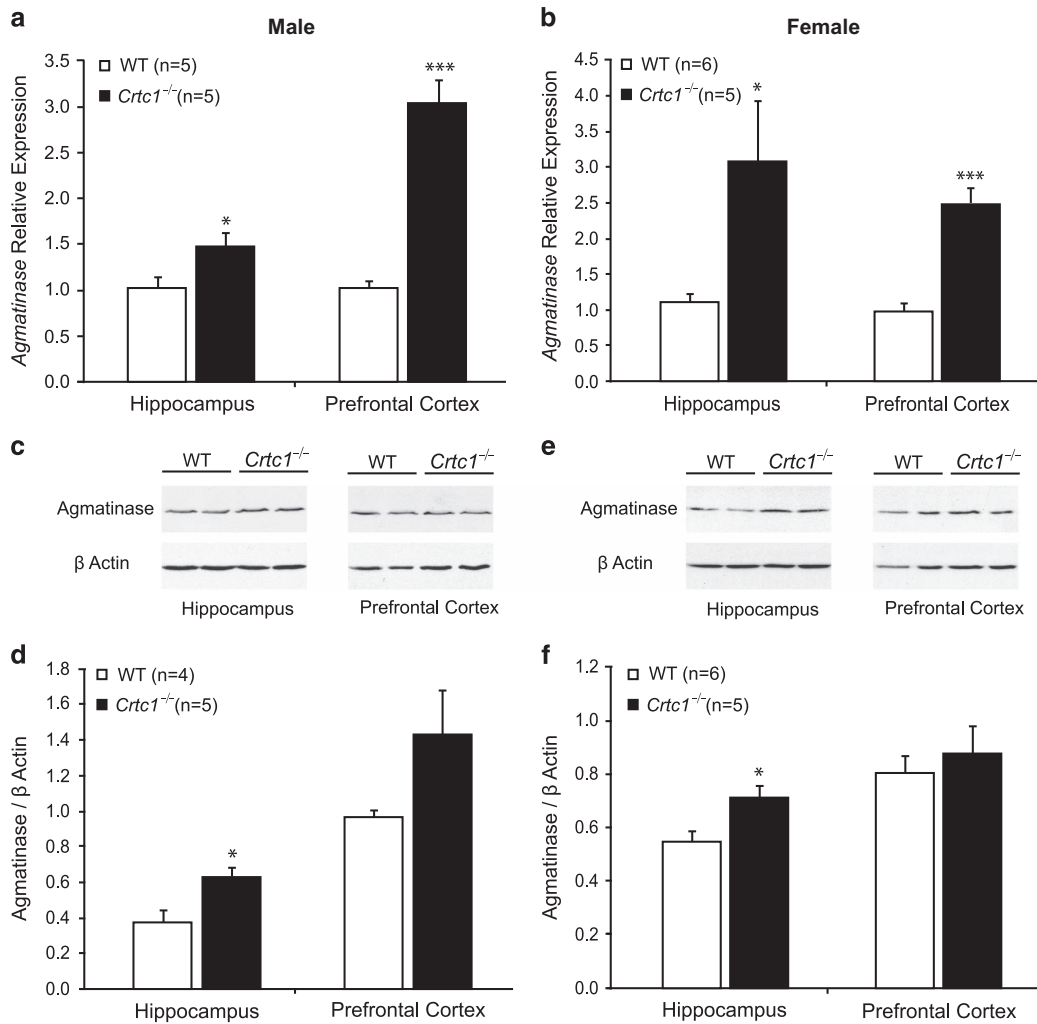 a
Male
WT (n=5)
Crtc1⁻/⁻(n=5)
Agmatinase Relative Expression
3.5
3.0
2.5
2.0
1.5
1.0
0.5
0.0
*
***
Hippocampus
Prefrontal Cortex
b
Female
WT (n=6)
Crtc1⁻/⁻(n=5)
Agmatinase Relative Expression
4.5
4.0
3.5
3.0
2.5
2.0
1.5
1.0
0.5
0.0
*
***
Hippocampus
Prefrontal Cortex
c
WT
Crtc1⁻/⁻
WT
Crtc1⁻/⁻
Agmatinase
β Actin
Hippocampus
Prefrontal Cortex
e
WT
Crtc1⁻/⁻
WT
Crtc1⁻/⁻
Agmatinase
β Actin
Hippocampus
Prefrontal Cortex
d
WT (n=4)
Crtc1⁻/⁻(n=5)
Agmatinase / β Actin
1.8
1.6
1.4
1.2
1.0
0.8
0.6
0.4
0.2
0.0
*
Hippocampus
Prefrontal Cortex
f
WT (n=6)
Crtc1⁻/⁻(n=5)
Agmatinase / β Actin
1.2
1.0
0.8
0.6
0.4
0.2
0.0
*
Hippocampus
Prefrontal Cortex